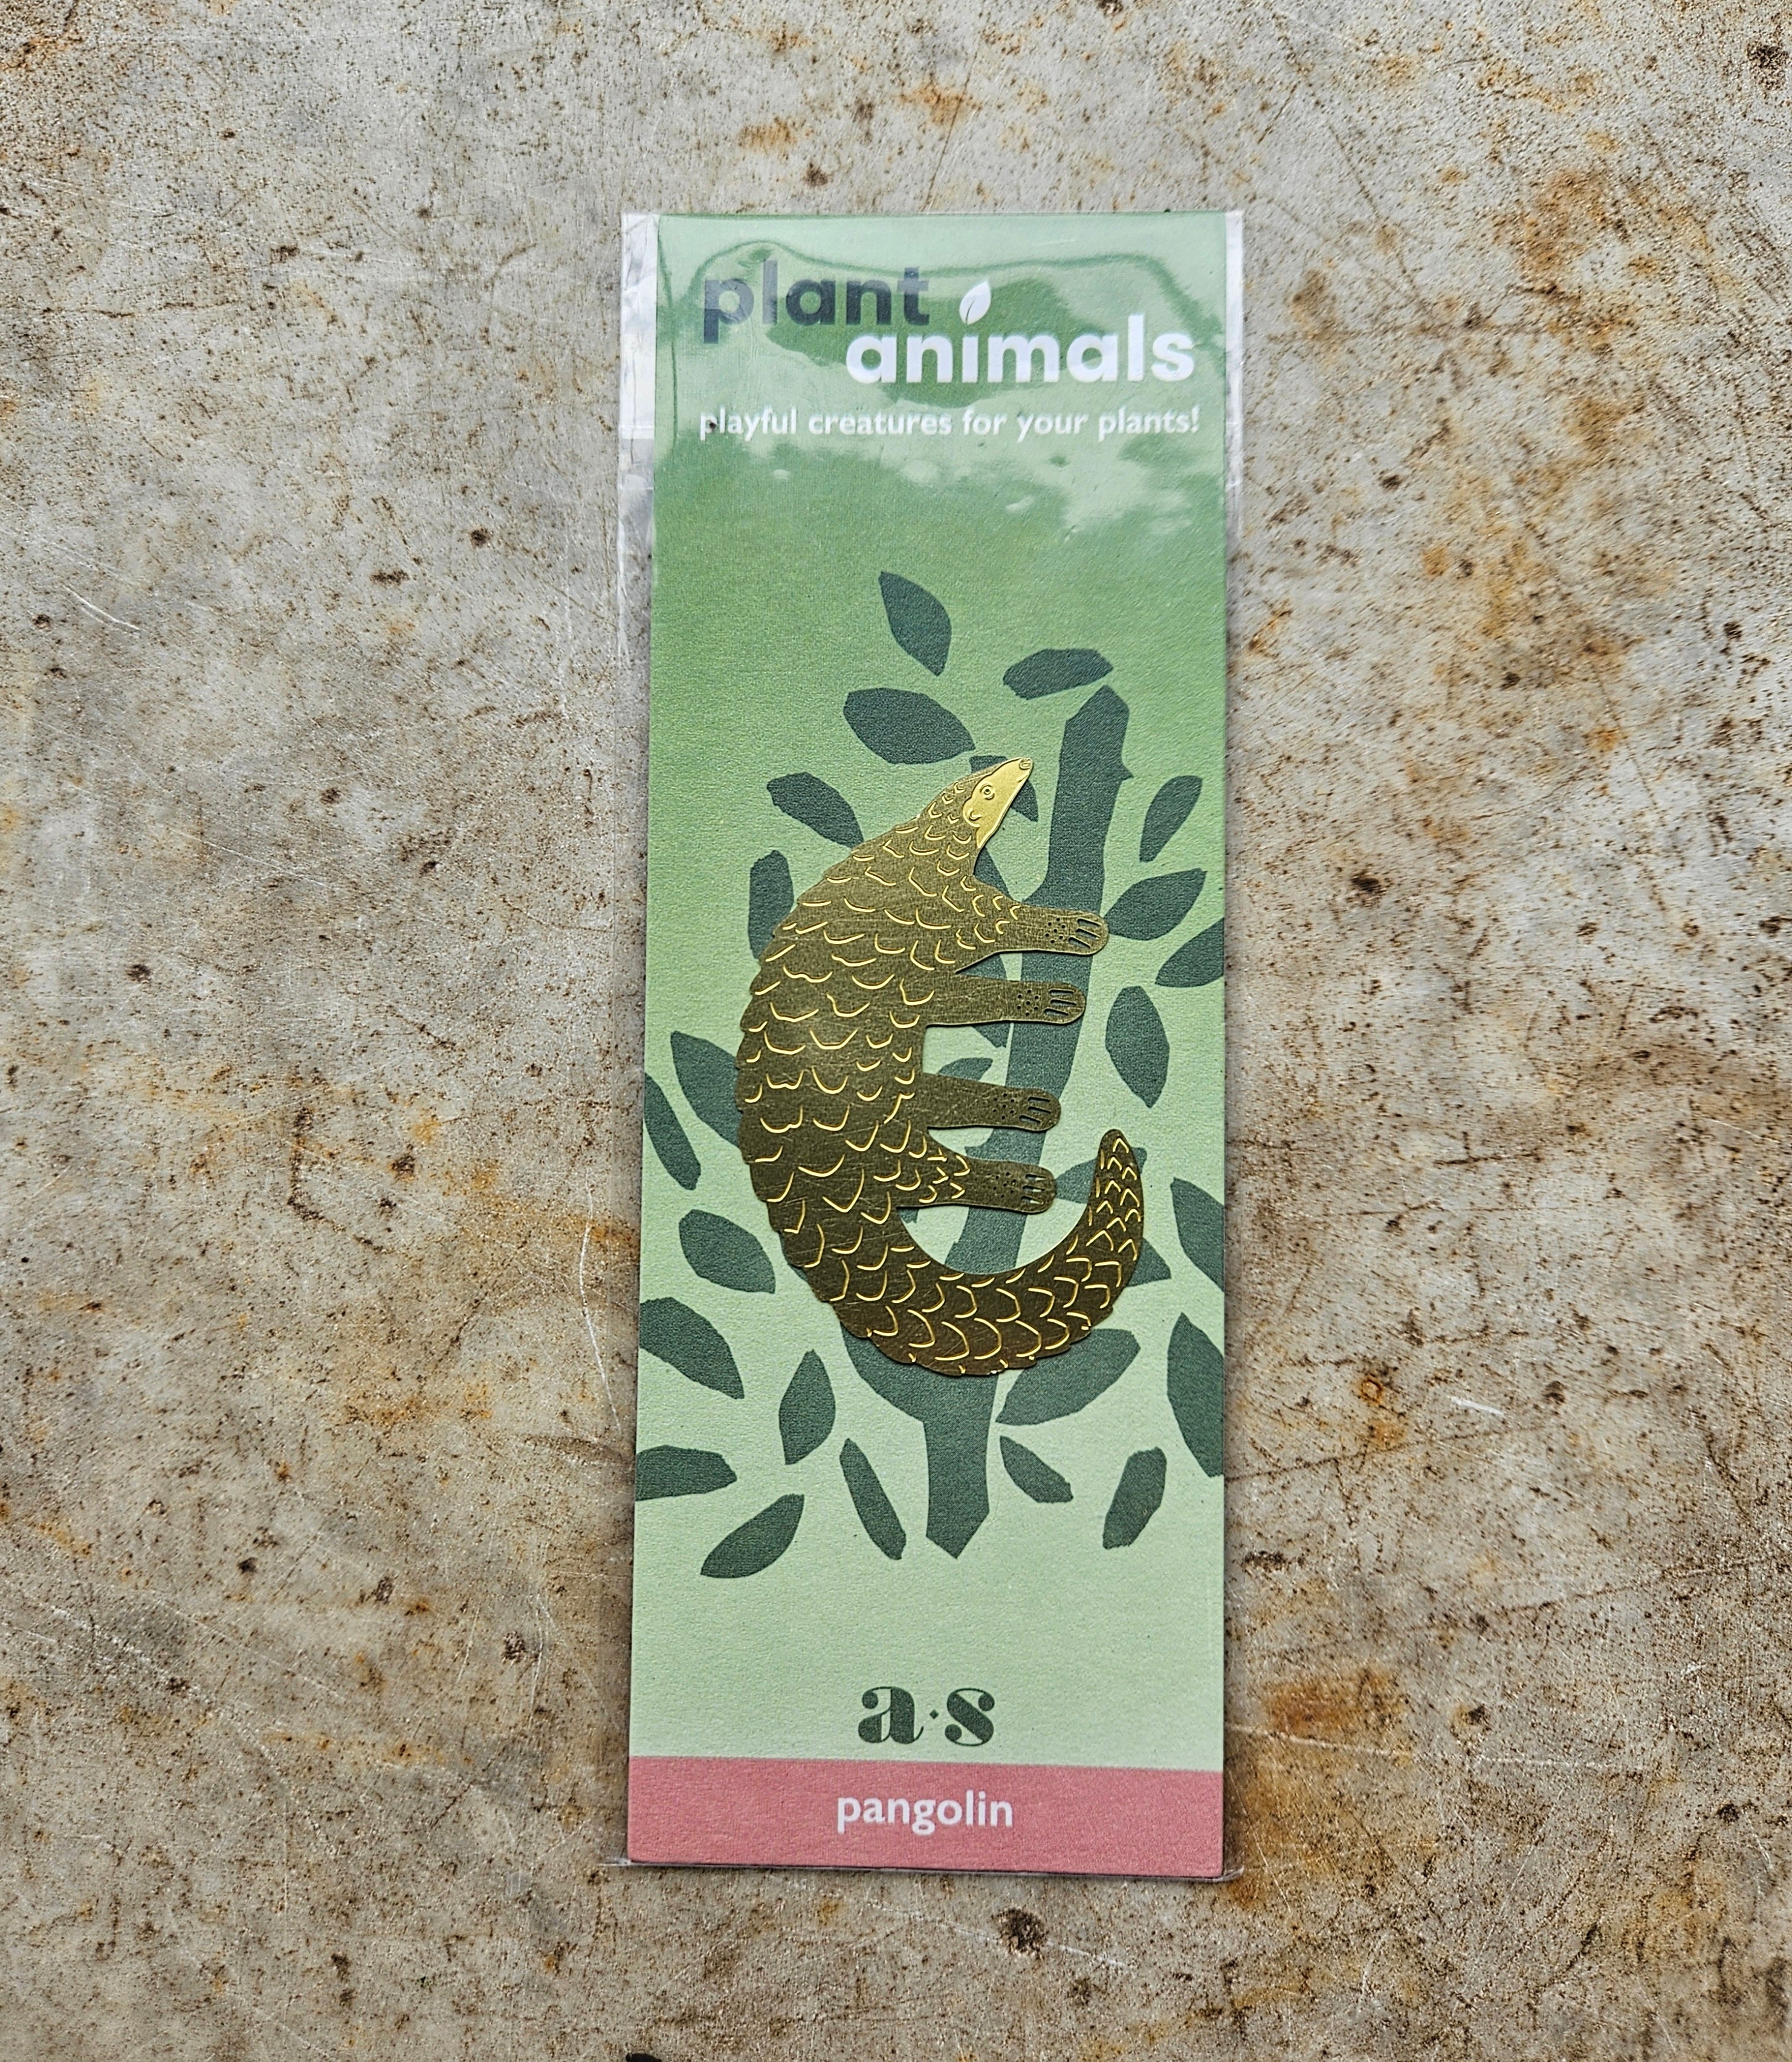 plant
animals
playful creatures for your plants!
a·s
pangolin